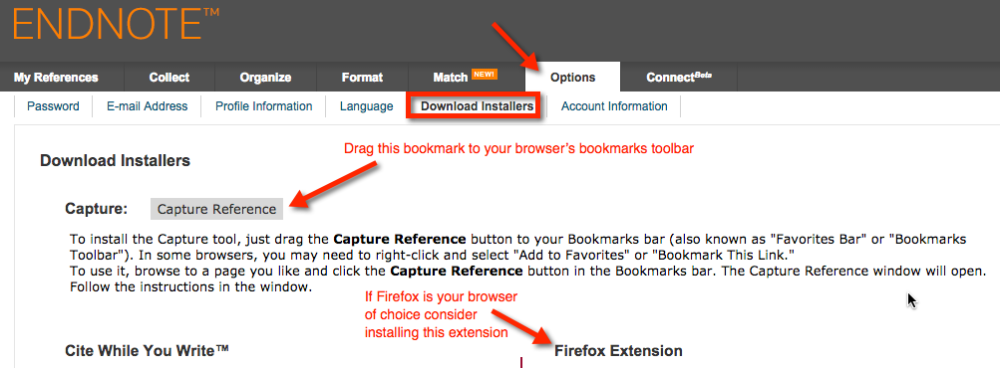 ENDNOTE™
My References Collect Organize Format Match NEW! Options Connect Beta
Password E-mail Address Profile Information Language Download Installers Account Information
Download Installers
Drag this bookmark to your browser's bookmarks toolbar
Capture: Capture Reference
To install the Capture tool, just drag the Capture Reference button to your Bookmarks bar (also known as "Favorites Bar" or "Bookmarks
Toolbar"). In some browsers, you may need to right-click and select "Add to Favorites" or "Bookmark This Link."
To use it, browse to a page you like and click the Capture Reference button in the Bookmarks bar. The Capture Reference window will open.
Follow the instructions in the window.
If Firefox is your browser
of choice consider
installing this extension
Cite While You Write™ Firefox Extension